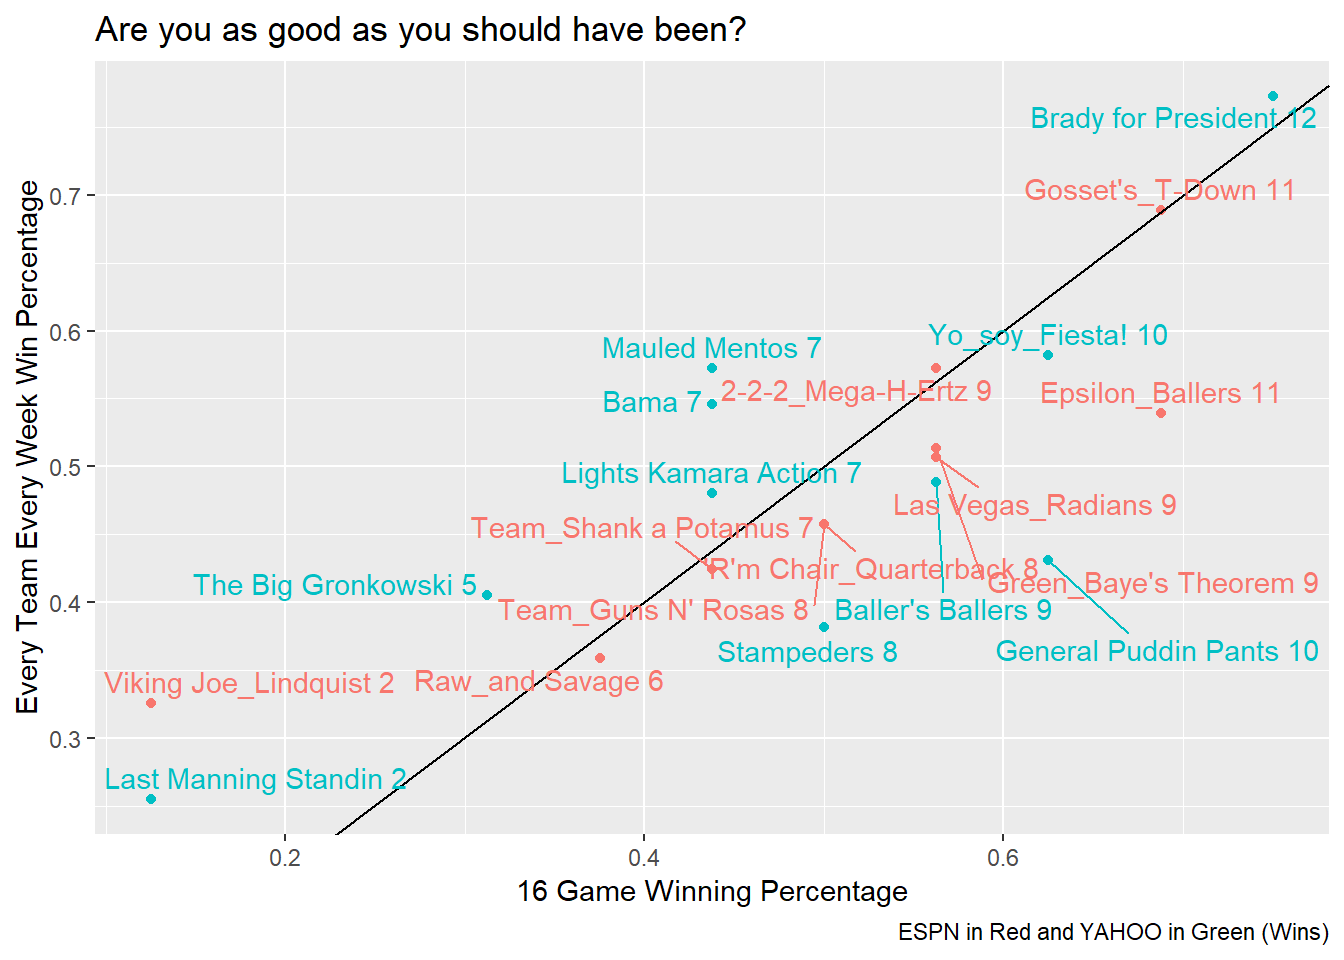 Are you as good as you should have been?
Brady for President 12
Gosset's_T-Down 11
Yo_soy_Fiesta! 10
Mauled Mentos 7
2-2-2_Mega-H-Ertz 9
Epsilon_Ballers 11
Bama 7
Lights Kamara Action 7
Las Vegas_Radians 9
Team_Shank a Potamus 7
R'm Chair_Quarterback 8
The Big Gronkowski 5
Green_Baye's Theorem 9
Team_Guns N' Rosas 8
Baller's Ballers 9
Stampeders 8
General Puddin Pants 10
Viking Joe_Lindquist 2
Raw_and Savage 6
Last Manning Standin 2
Every Team Every Week Win Percentage
0.7
0.6
0.5
0.4
0.3
0.2
0.4
0.6
16 Game Winning Percentage
ESPN in Red and YAHOO in Green (Wins)